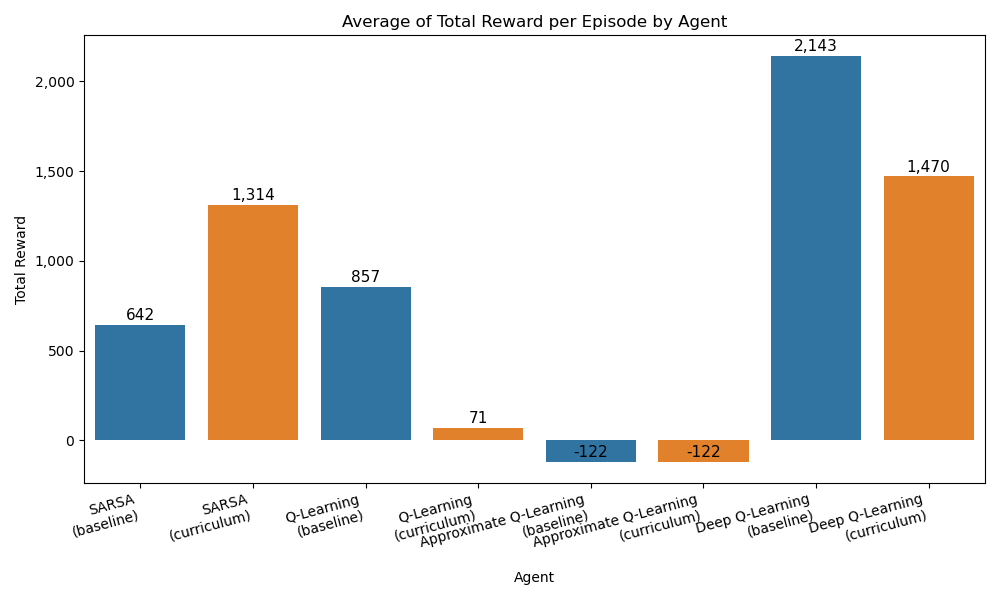 Average of Total Reward per Episode by Agent
Total Reward
2,000
1,500
1,000
500
0
642
1,314
857
71
-122
-122
2,143
1,470
SARSA
(baseline)
SARSA
(curriculum)
Q-Learning
(baseline)
Q-Learning
(curriculum)
Approximate Q-Learning
(baseline)
Approximate Q-Learning
(curriculum)
Deep Q-Learning
(baseline)
Deep Q-Learning
(curriculum)
Agent